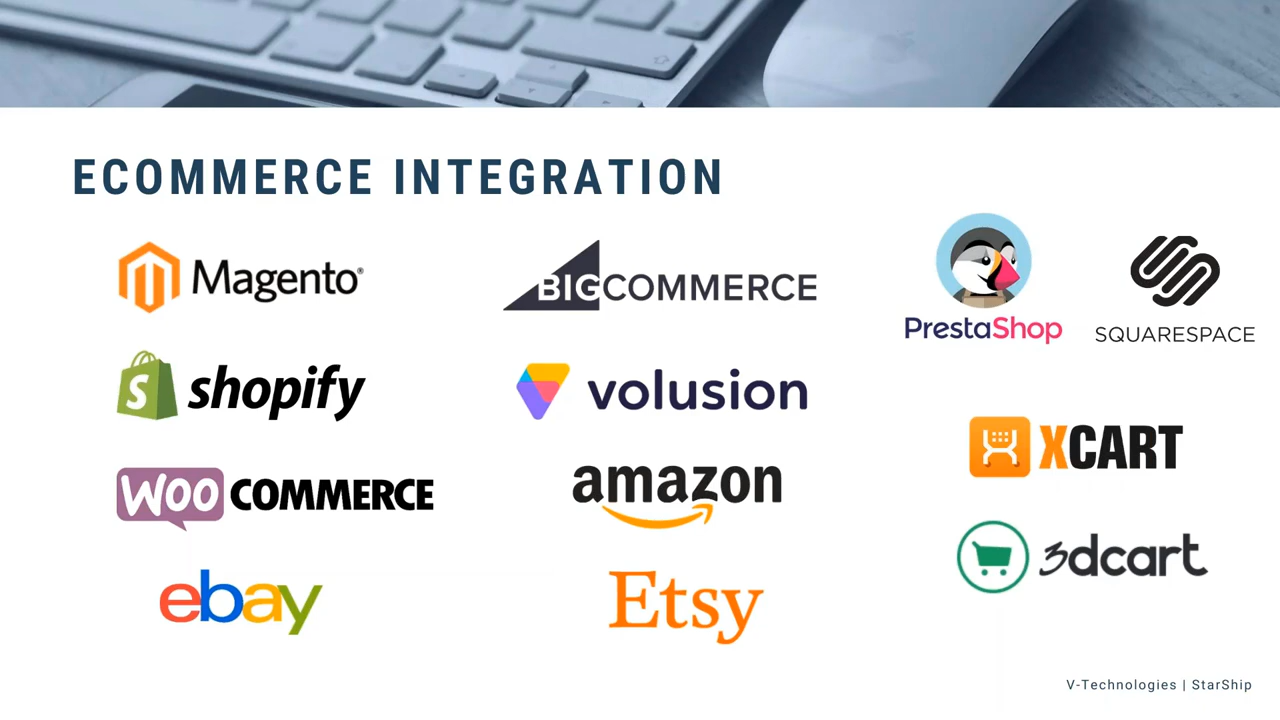 ECOMMERCE INTEGRATION
Magento®
BIGCOMMERCE
PrestaShop
SQUARESPACE
S shopify
volusion
XCART
WOO COMMERCE
amazon
3dcart
ebay
Etsy
V-Technologies | StarShip